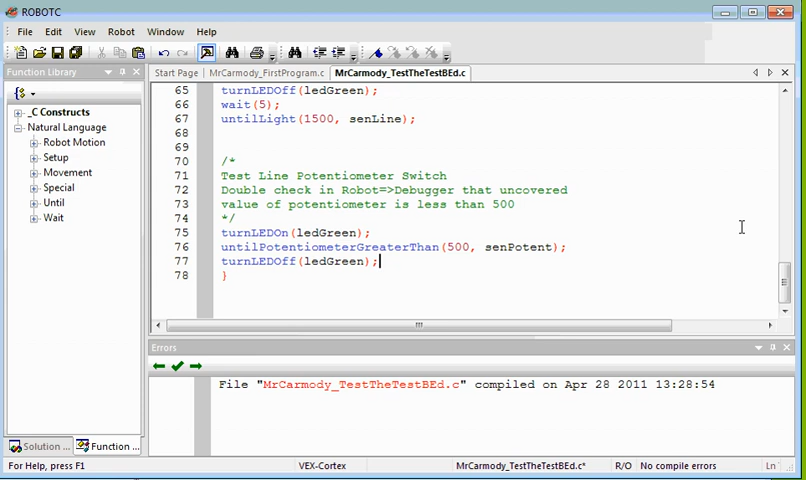 ROBOTC
File Edit View Robot Window Help
Function Library
Start Page MrCarmody_FirstProgram.c MrCarmody_TestTheTestBEd.c
_C Constructs
Natural Language
Robot Motion
Setup
Movement
Special
Until
Wait
65 turnLEDOff(ledGreen);
66 wait(5);
67 untilLight(1500, senLine);
68
69
70 /*
71 Test Line Potentiometer Switch
72 Double check in Robot=>Debugger that uncovered
73 value of potentiometer is less than 500
74 */
75 turnLEDOn(ledGreen);
76 untilPotentiometerGreaterThan(500, senPotent);
77 turnLEDOff(ledGreen);
78 }
Errors
File "MrCarmody_TestTheTestBEd.c" compiled on Apr 28 2011 13:28:54
Solution ... Function ...
For Help, press F1 VEX-Cortex MrCarmody_TestTheTestBEd.c* R/O No compile errors Ln